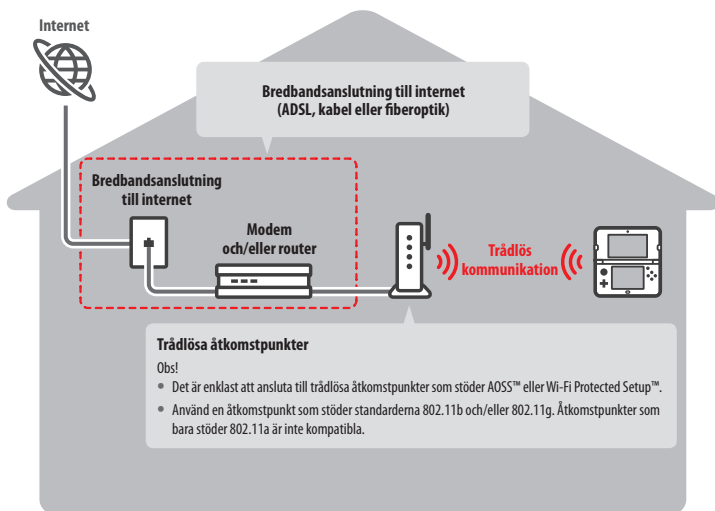 Internet
Bredbandsanslutning till internet
(ADSL, kabel eller fiberoptik)
Bredbandsanslutning
till internet
Modem
och/eller router
Trådlös
kommunikation
Trådlösa åtkomstpunkter
Obs!
• Det är enklast att ansluta till trådlösa åtkomstpunkter som stöder AOSS™ eller Wi-Fi Protected Setup™.
• Använd en åtkomstpunkt som stöder standarderna 802.11b och/eller 802.11g. Åtkomstpunkter som
bara stöder 802.11a är inte kompatibla.